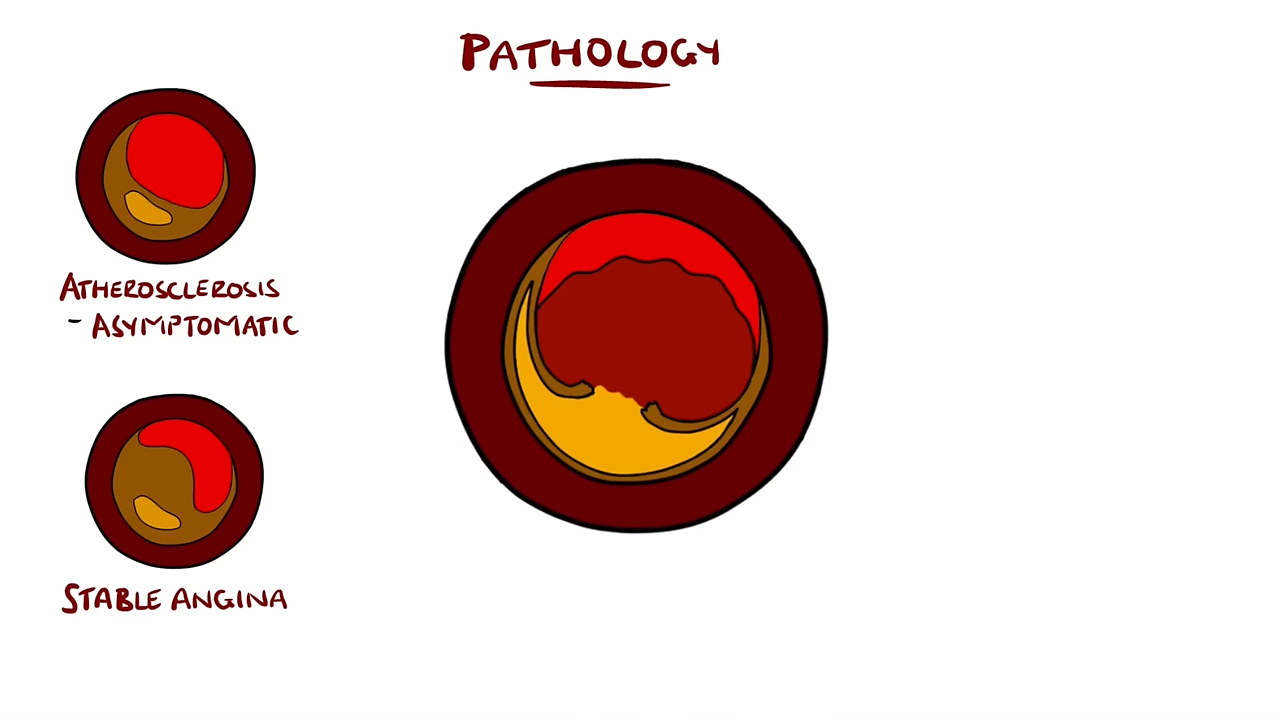 PATHOLOGY
ATHEROSCLEROSIS
- ASYMPTOMATIC
STABLE ANGINA